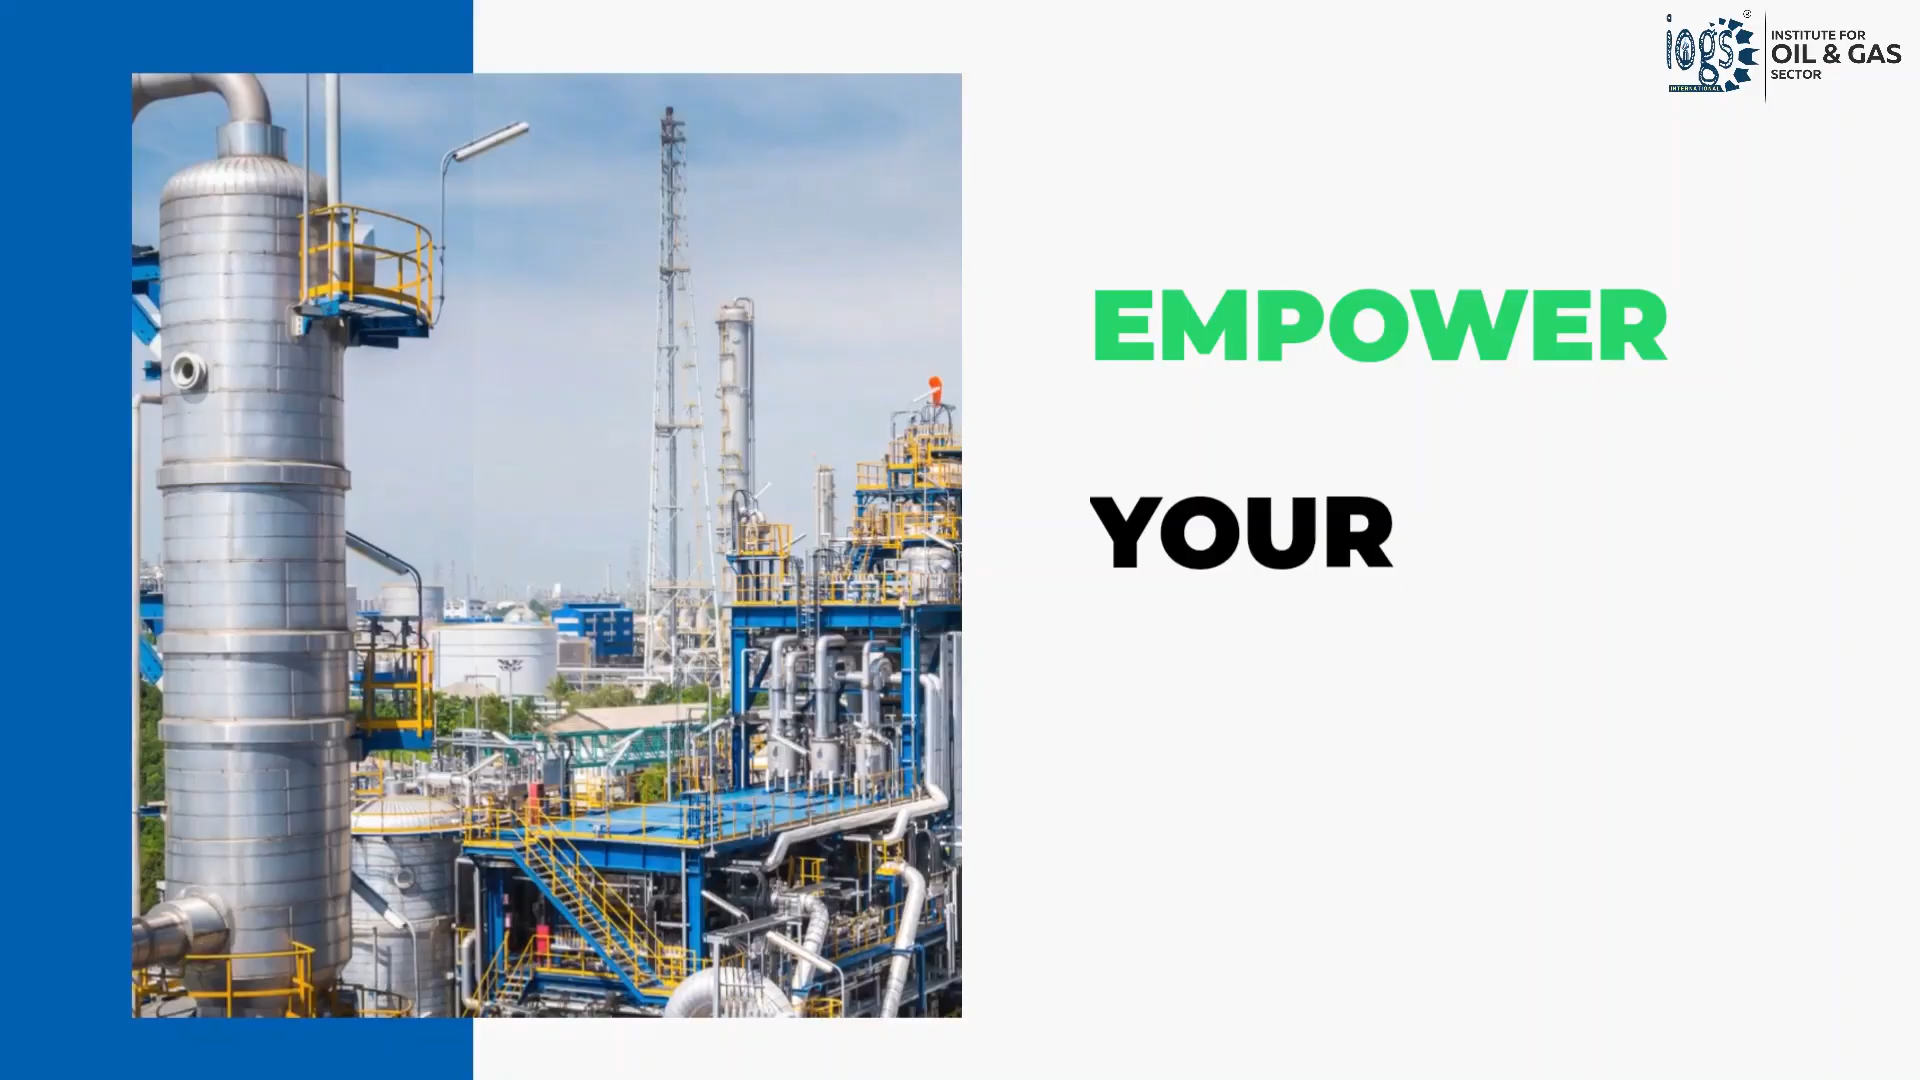 iogs®
INTERNATIONAL
INSTITUTE FOR
OIL & GAS
SECTOR
EMPOWER
YOUR